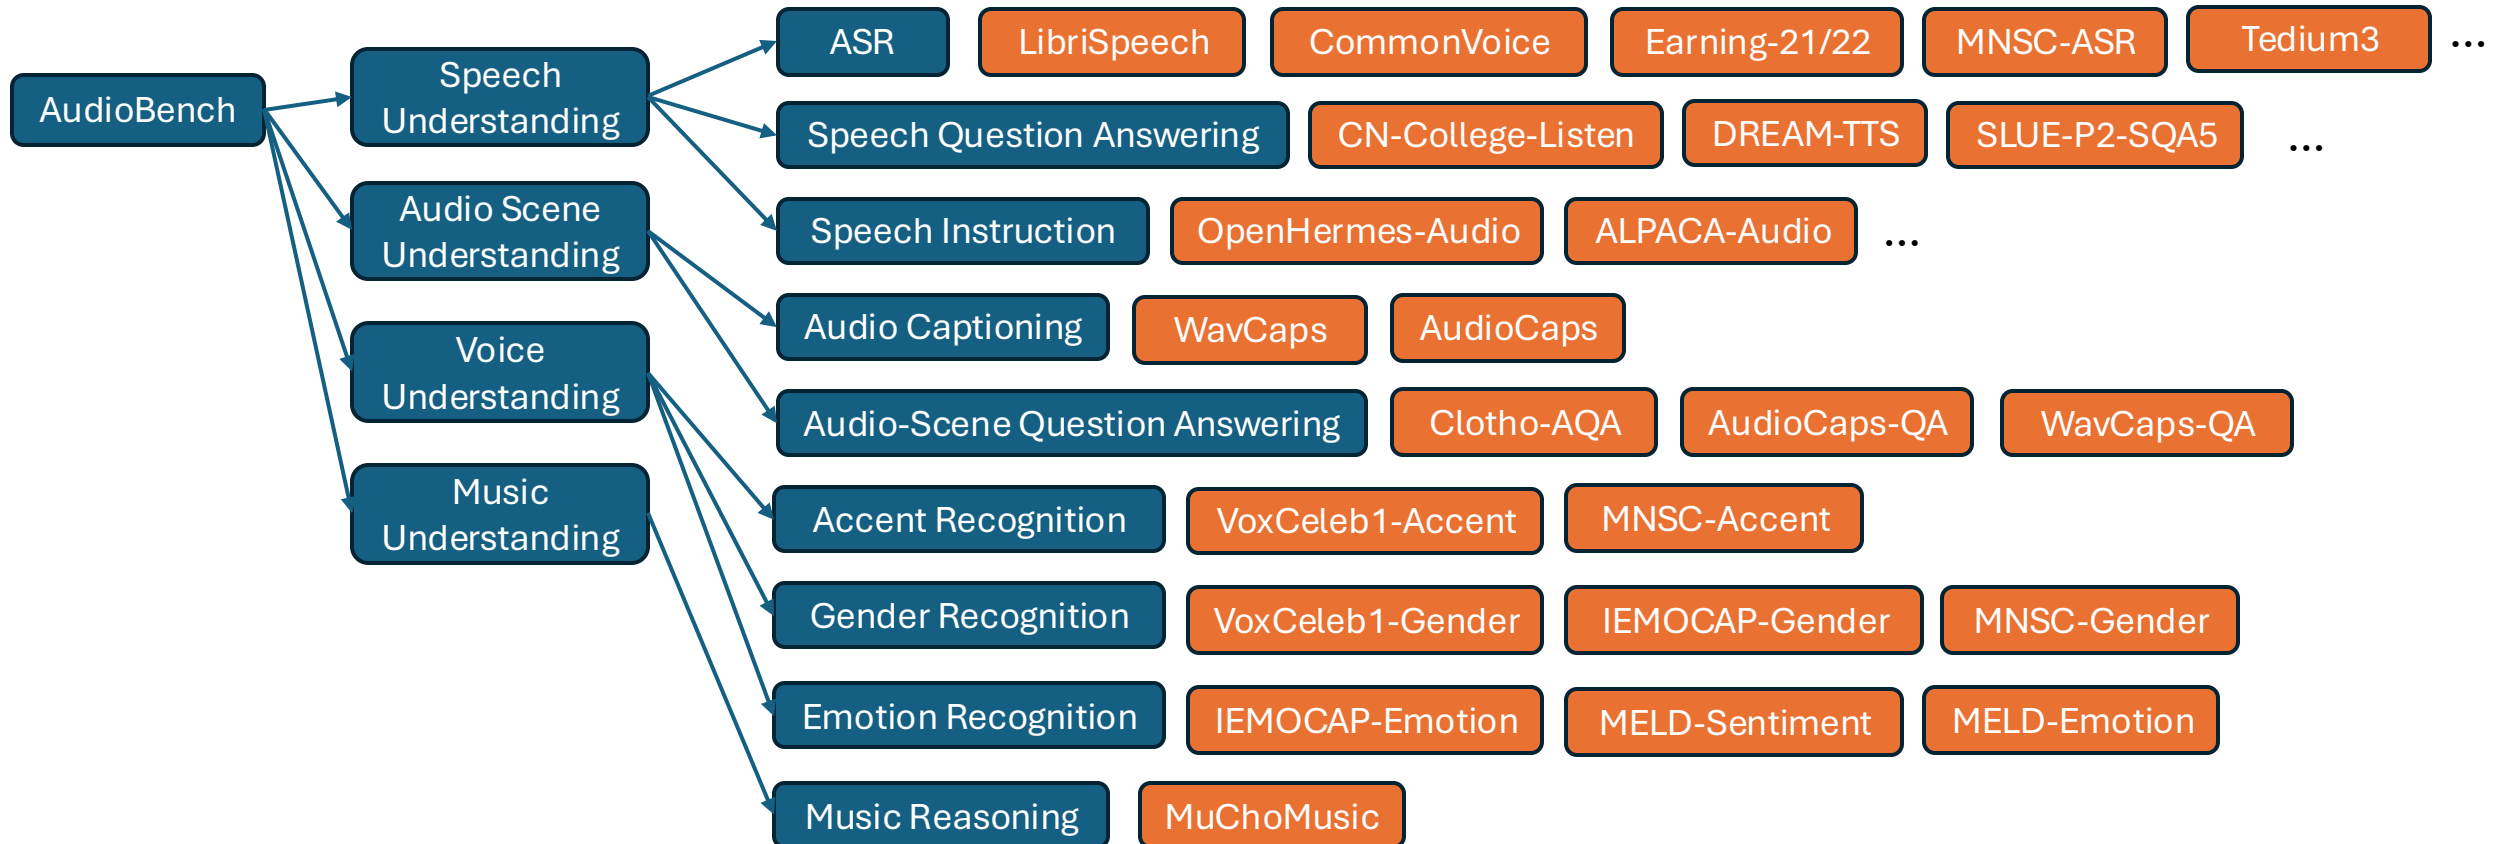 AudioBench
Speech
Understanding
Audio Scene
Understanding
Voice
Understanding
Music
Understanding
ASR
LibriSpeech
CommonVoice
Earning-21/22
MNSC-ASR
Tedium3
...
Speech Question Answering
CN-College-Listen
DREAM-TTS
SLUE-P2-SQA5
...
Speech Instruction
OpenHermes-Audio
ALPACA-Audio
...
Audio Captioning
WavCaps
AudioCaps
Audio-Scene Question Answering
Clotho-AQA
AudioCaps-QA
WavCaps-QA
Accent Recognition
VoxCeleb1-Accent
MNSC-Accent
Gender Recognition
VoxCeleb1-Gender
IEMOCAP-Gender
MNSC-Gender
Emotion Recognition
IEMOCAP-Emotion
MELD-Sentiment
MELD-Emotion
Music Reasoning
MuChoMusic